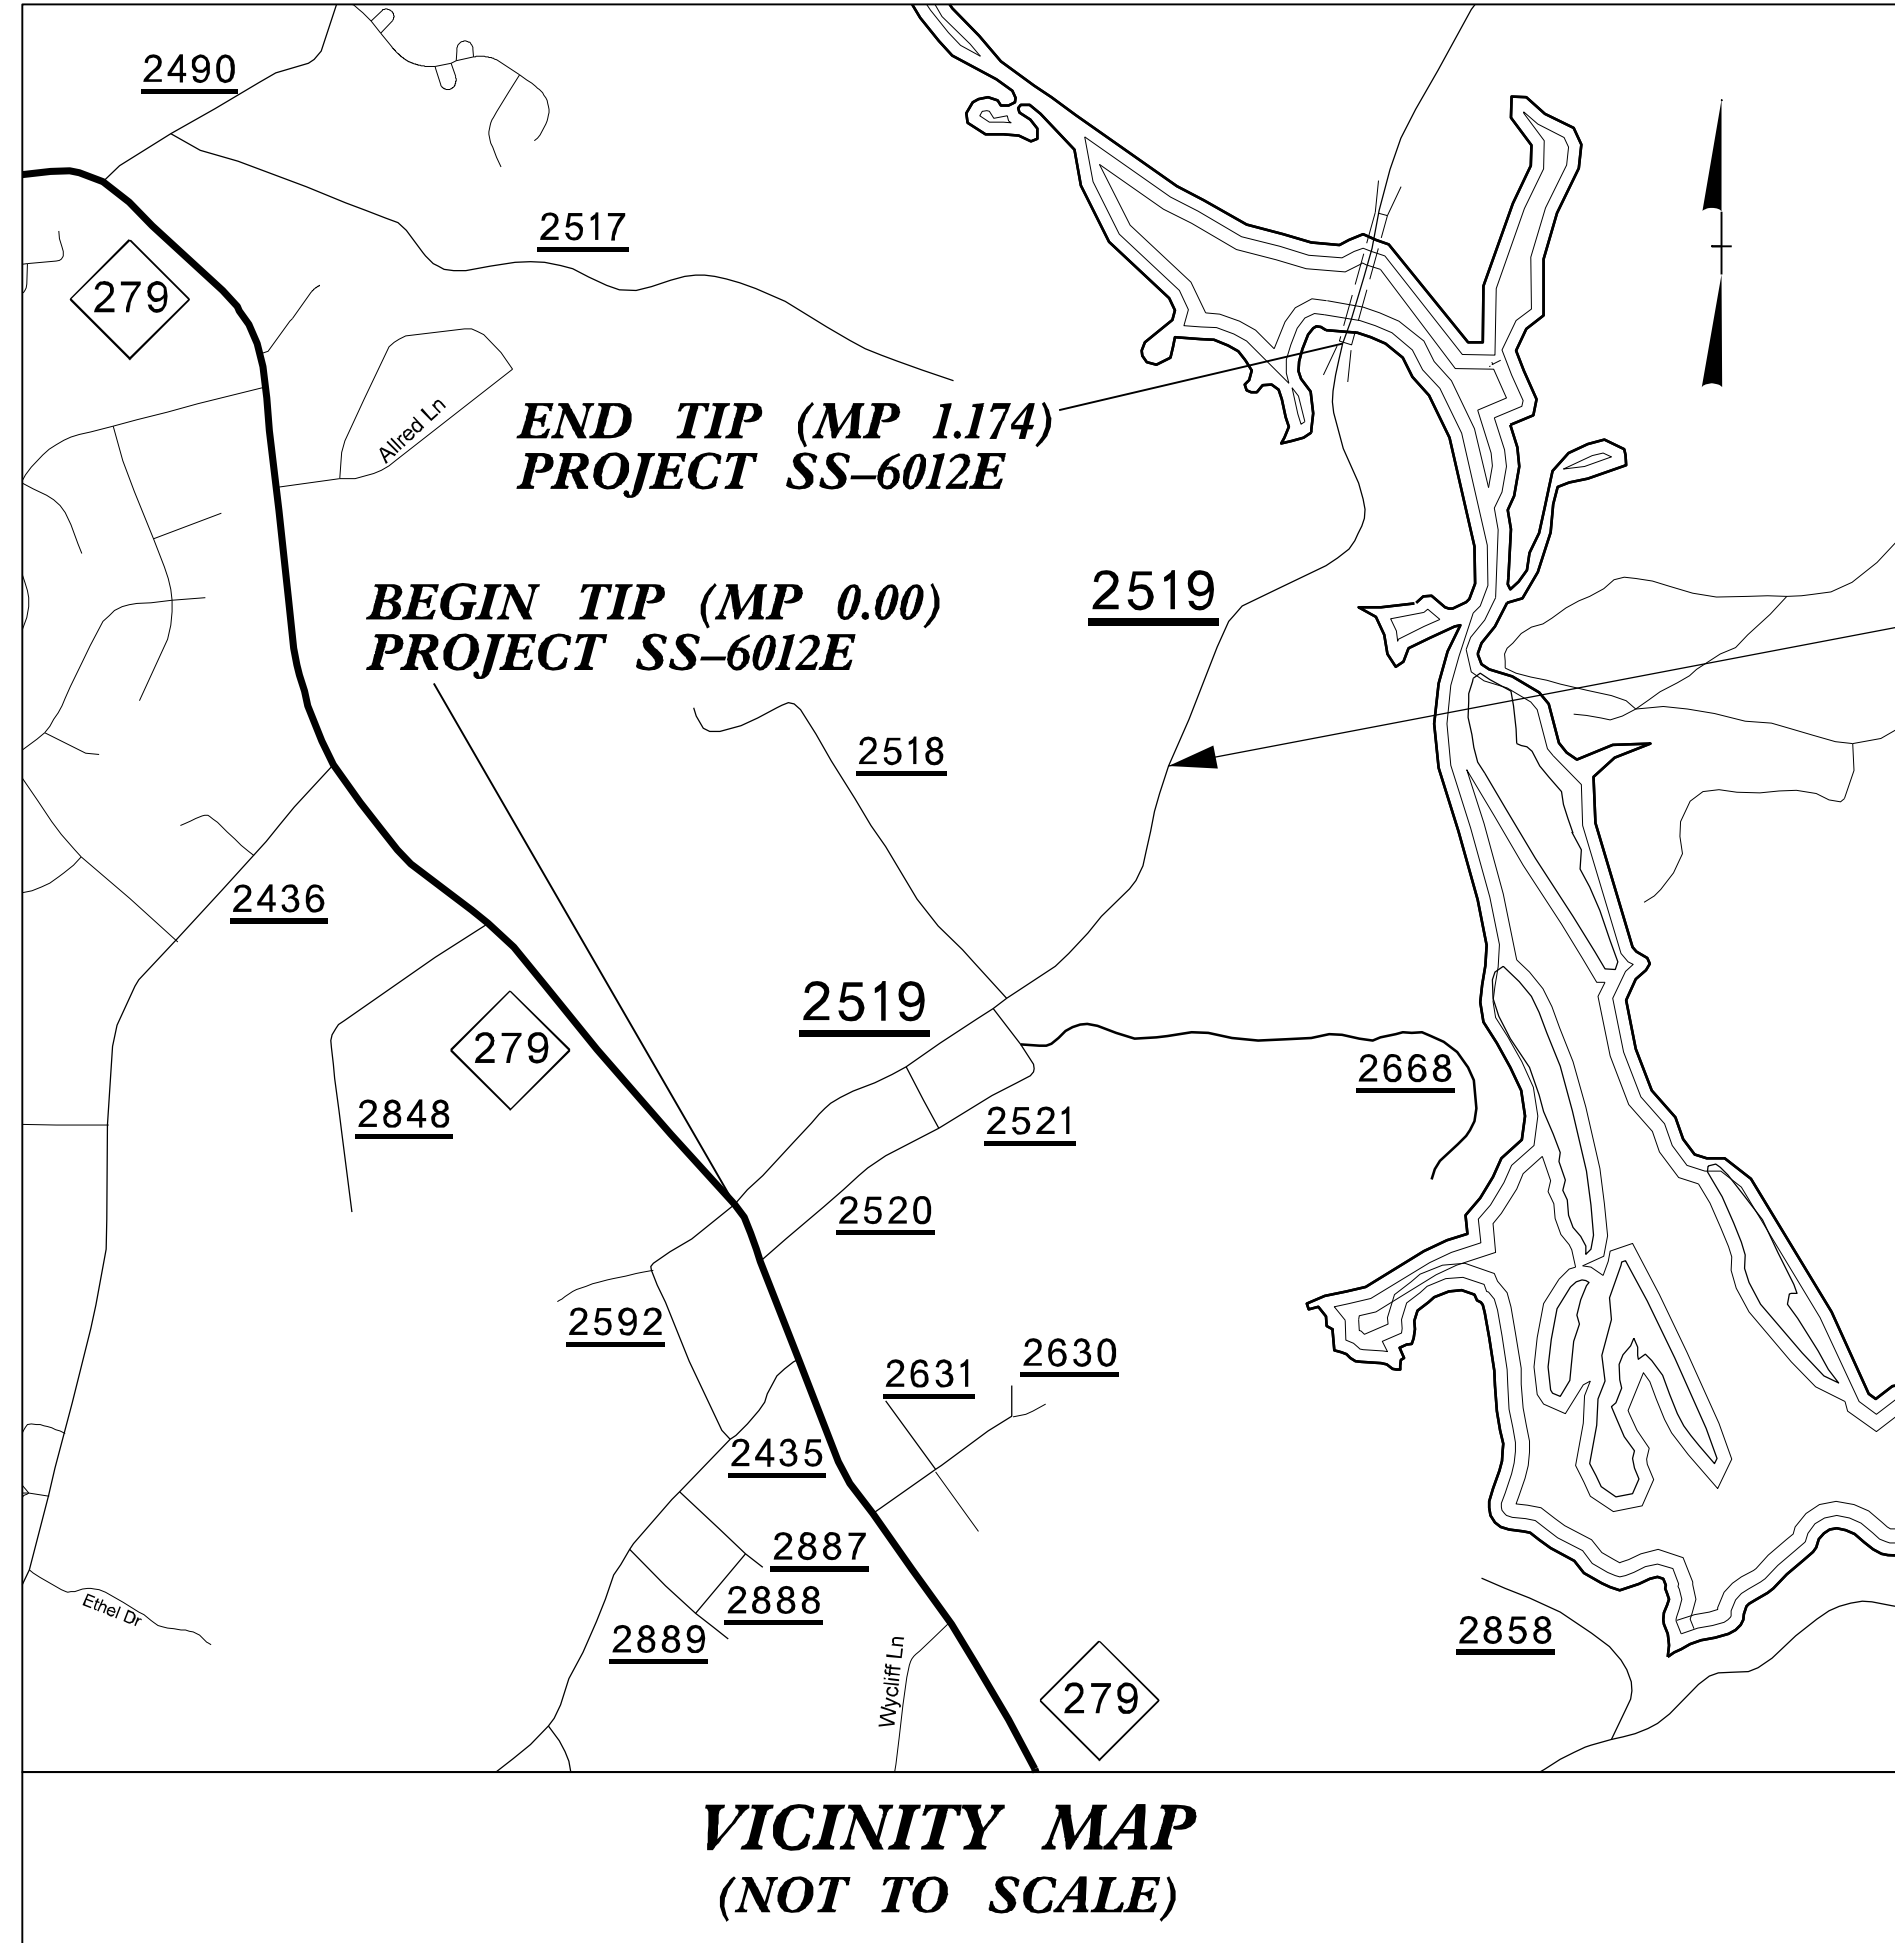 2490
2517
279
Allred Ln
END TIP (MP 1.174)
PROJECT SS–6012E
BEGIN TIP (MP 0.00)
PROJECT SS–6012E
2519
2518
2436
2519
279
2668
2848
2521
2520
2592
2630
2631
2435
2887
2888
Ethel Dr
2889
2858
Wycliff Ln
279
VICINITY MAP
(NOT TO SCALE)